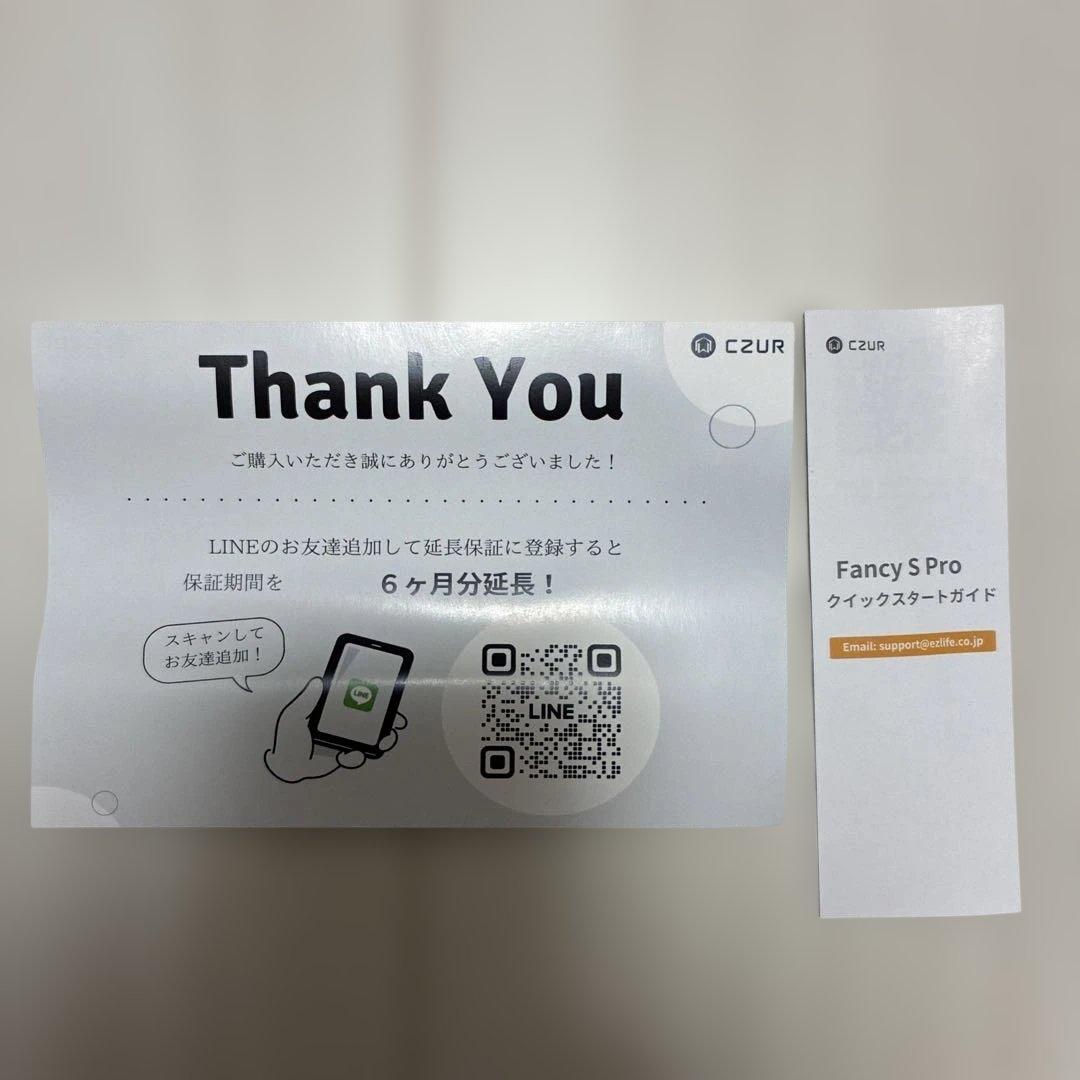 Thank You
CZUR
ご購入いただき誠にありがとうございました！
LINEのお友達追加して延長保証に登録すると
保証期間を 6ヶ月分延長！
スキャンして
お友達追加！
LINE
LINE
CZUR
Fancy S Pro
クイックスタートガイド
Email: support@ezlife.co.jp